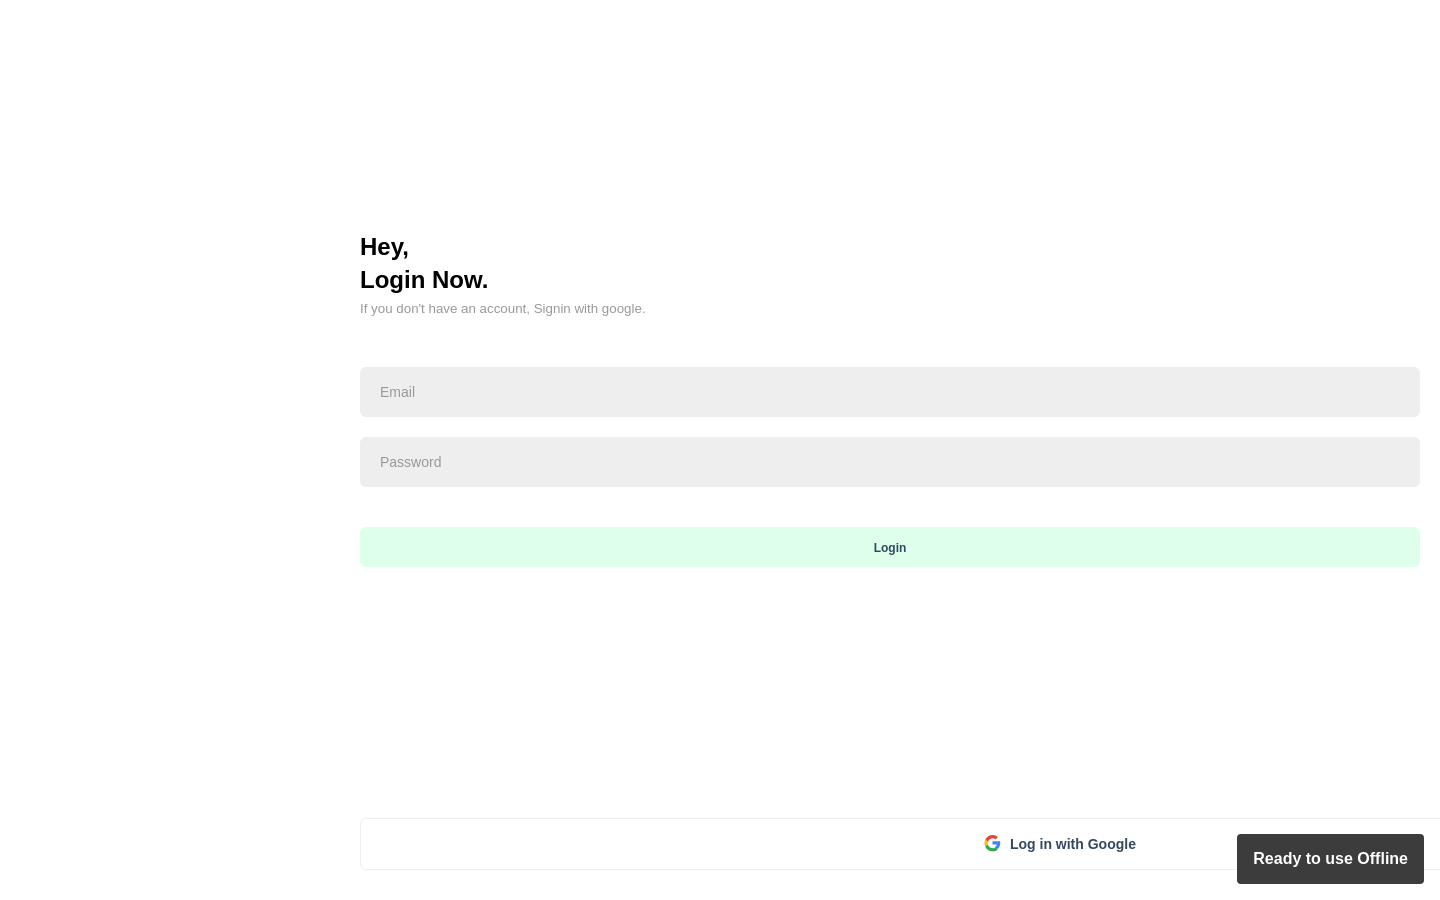 Hey,
Login Now.
If you don't have an account, Signin with google.
Email
Password
Login
Log in with Google
Ready to use Offline